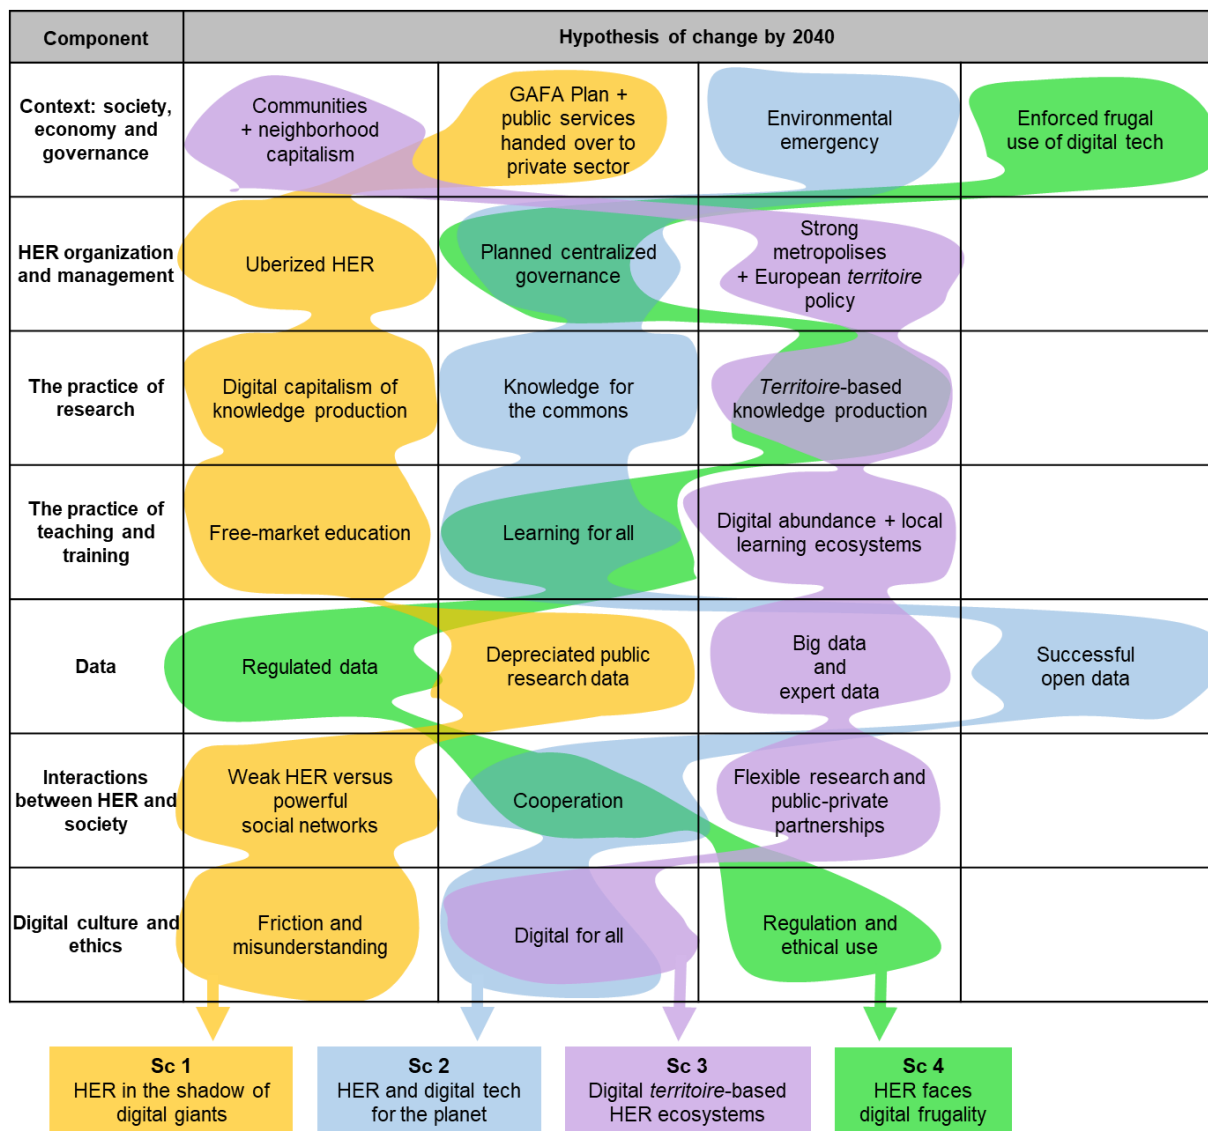 Component
Hypothesis of change by 2040
Context: society,
economy and
governance
Communities
+ neighborhood
capitalism
GAFA Plan +
public services
handed over to
private sector
Environmental
emergency
Enforced frugal
use of digital tech
HER organization
and management
Uberized HER
Planned centralized
governance
Strong
metropolises
+ European territoire
policy
The practice of
research
Digital capitalism of
knowledge production
Knowledge for
the commons
Territoire-based
knowledge production
The practice of
teaching and
training
Free-market education
Learning for all
Digital abundance + local
learning ecosystems
Data
Regulated data
Depreciated public
research data
Big data
and
expert data
Successful
open data
Interactions
between HER and
society
Weak HER versus
powerful
social networks
Cooperation
Flexible research and
public-private
partnerships
Digital culture and
ethics
Friction and
misunderstanding
Digital for all
Regulation and
ethical use
Sc 1
HER in the shadow of
digital giants
Sc 2
HER and digital tech
for the planet
Sc 3
Digital territoire-based
HER ecosystems
Sc 4
HER faces
digital frugality